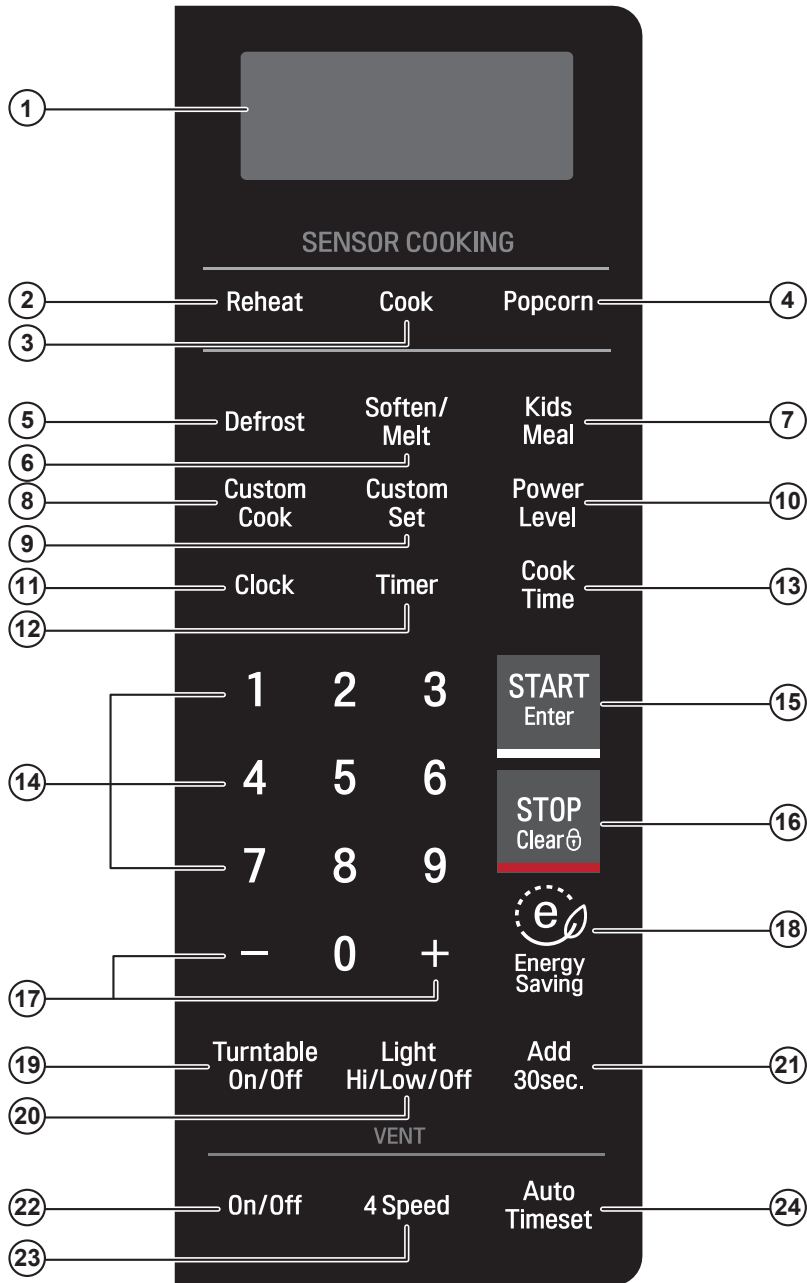 1
SENSOR COOKING
2 Reheat Cook Popcorn 4
3
5 Defrost Soften/ Melt Kids Meal 7
6
8 Custom Cook Custom Set Power Level 10
9
11 Clock Timer Cook Time 13
12
1 2 3 START Enter 15
14 4 5 6 STOP Clear 16
7 8 9
e Energy Saving 18
− 0 +
17
19 Turntable On/Off Light Hi/Low/Off Add 30sec. 21
20
VENT
22 On/Off 4 Speed Auto Timeset 24
23